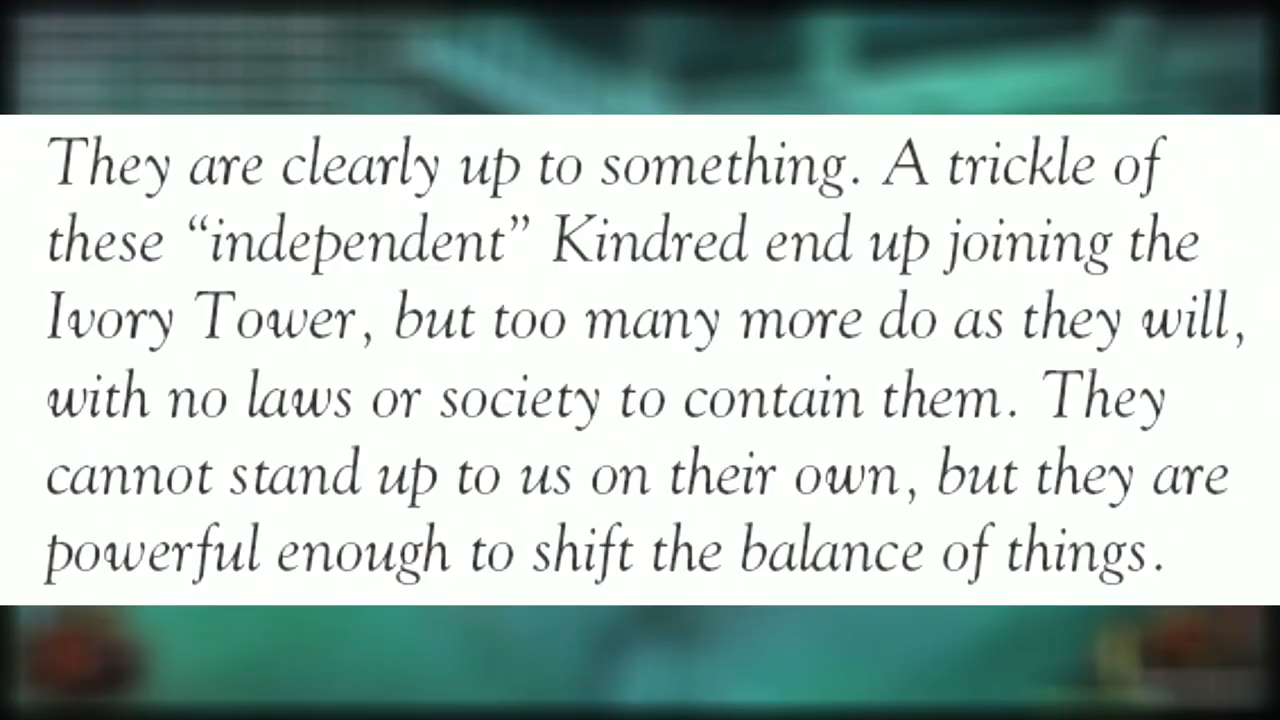 They are clearly up to something. A trickle of
these “independent” Kindred end up joining the
Ivory Tower, but too many more do as they will,
with no laws or society to contain them. They
cannot stand up to us on their own, but they are
powerful enough to shift the balance of things.